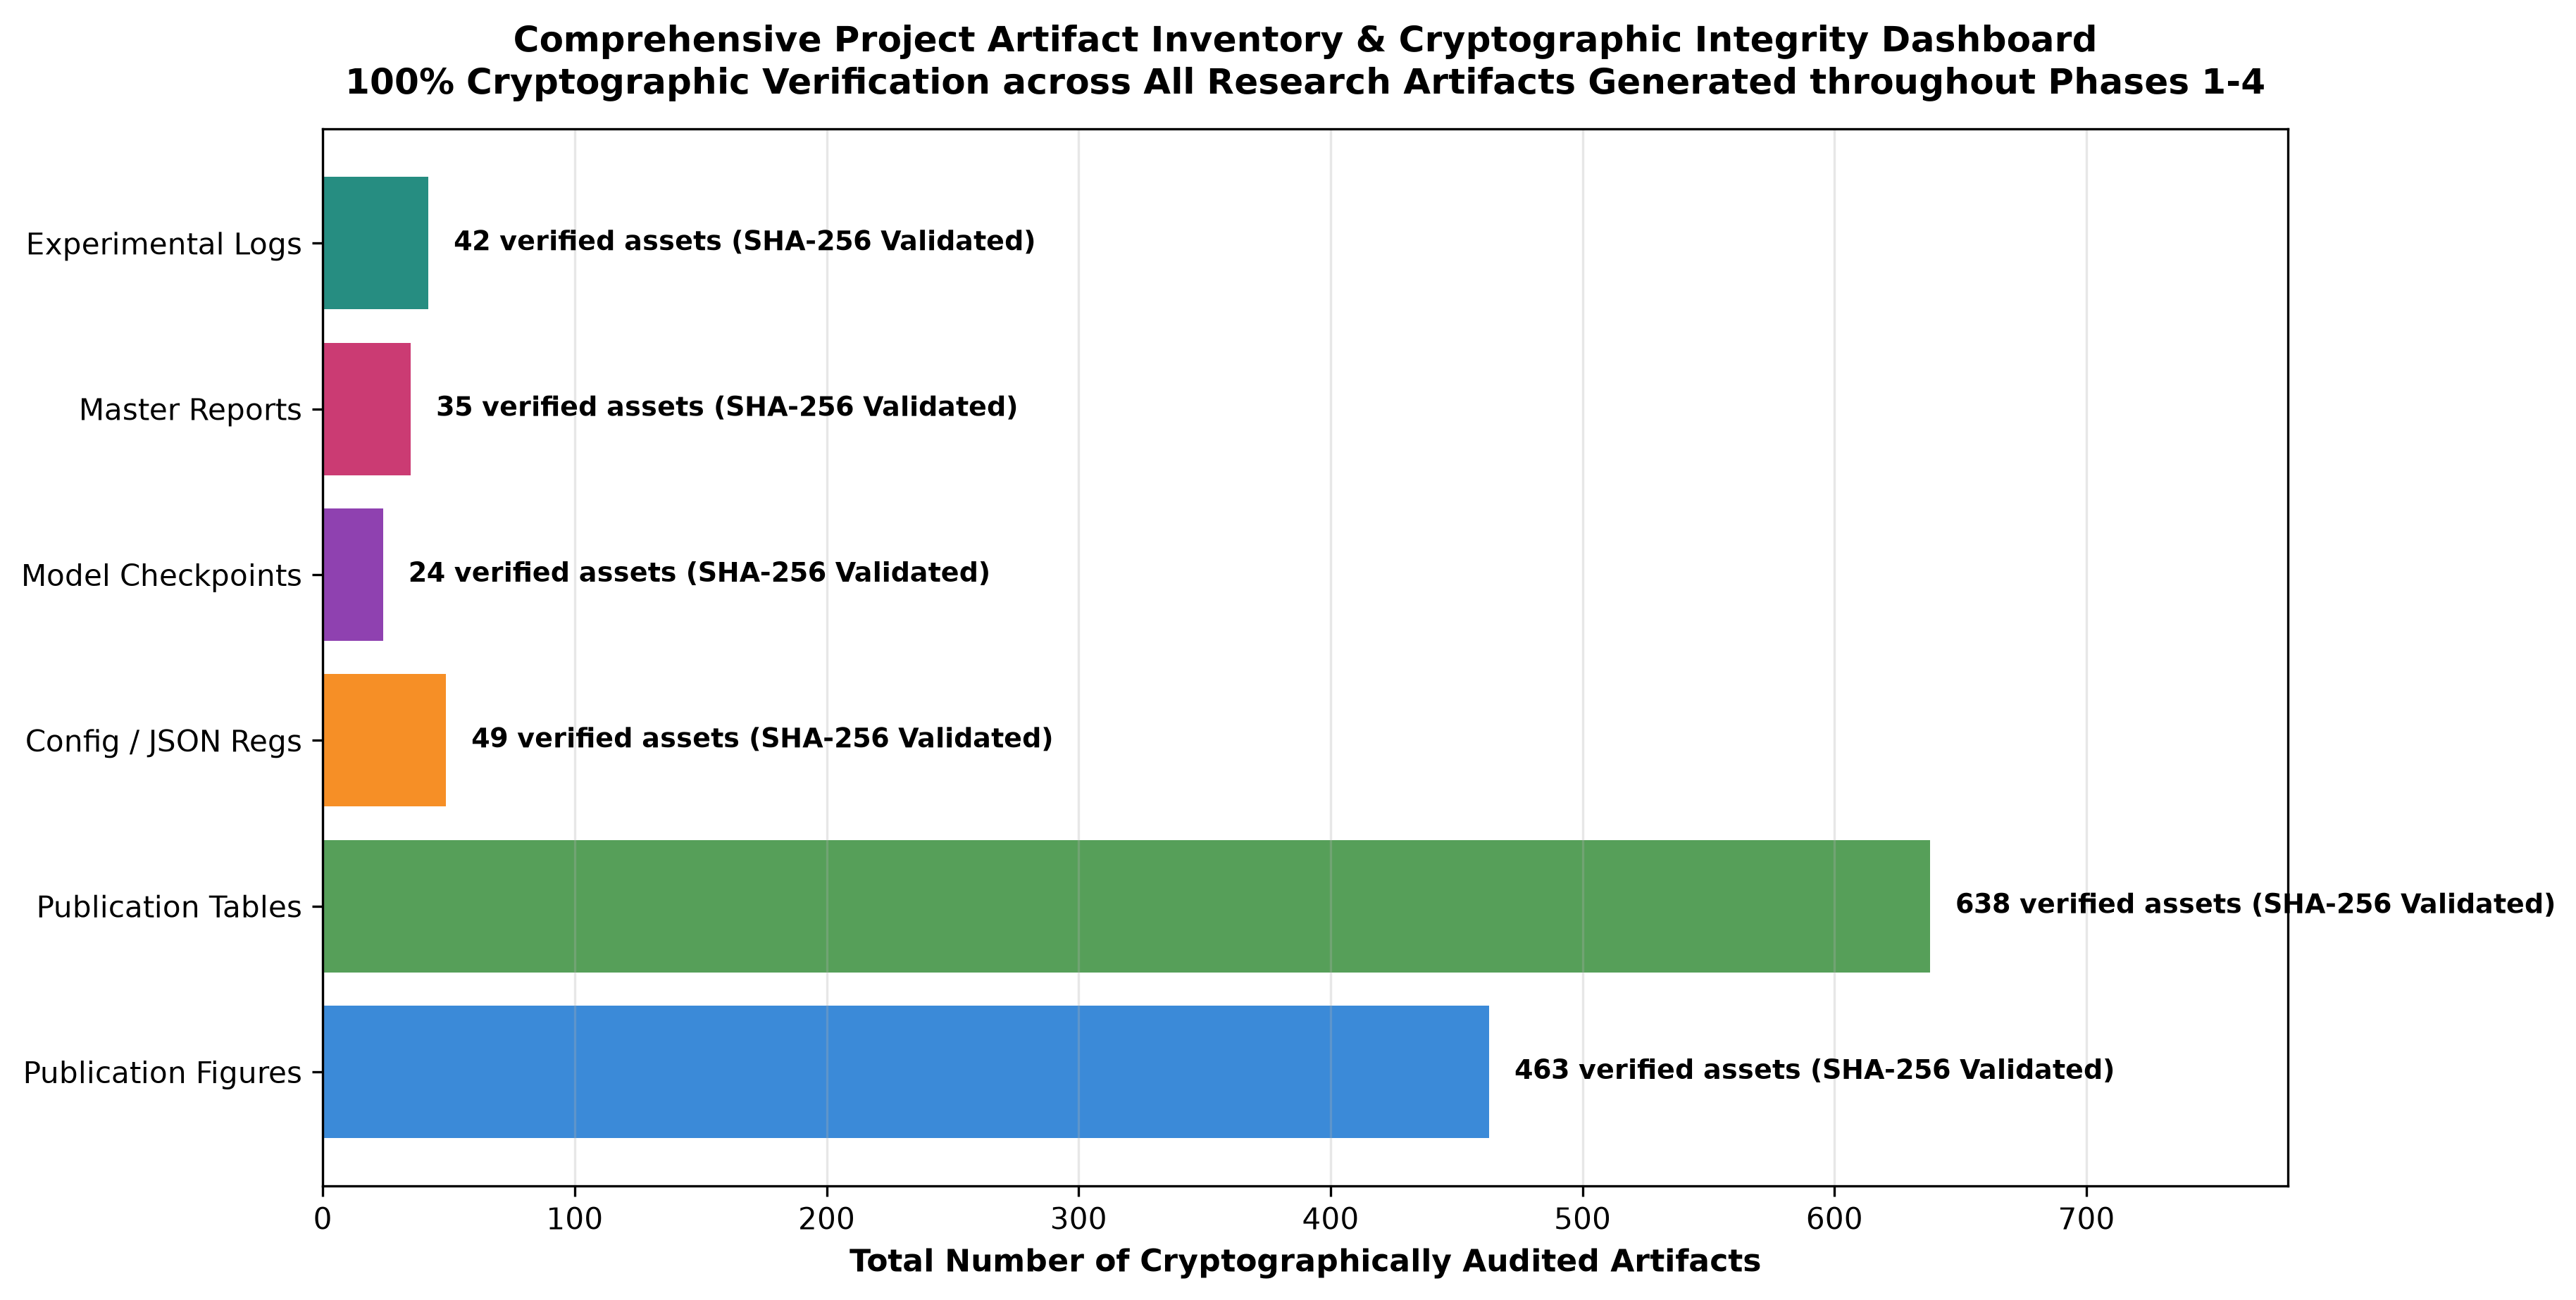 Comprehensive Project Artifact Inventory & Cryptographic Integrity Dashboard
100% Cryptographic Verification across All Research Artifacts Generated throughout Phases 1-4
Experimental Logs
42 verified assets (SHA-256 Validated)
Master Reports
35 verified assets (SHA-256 Validated)
Model Checkpoints
24 verified assets (SHA-256 Validated)
Config / JSON Regs
49 verified assets (SHA-256 Validated)
Publication Tables
638 verified assets (SHA-256 Validated)
Publication Figures
463 verified assets (SHA-256 Validated)
0 100 200 300 400 500 600 700
Total Number of Cryptographically Audited Artifacts